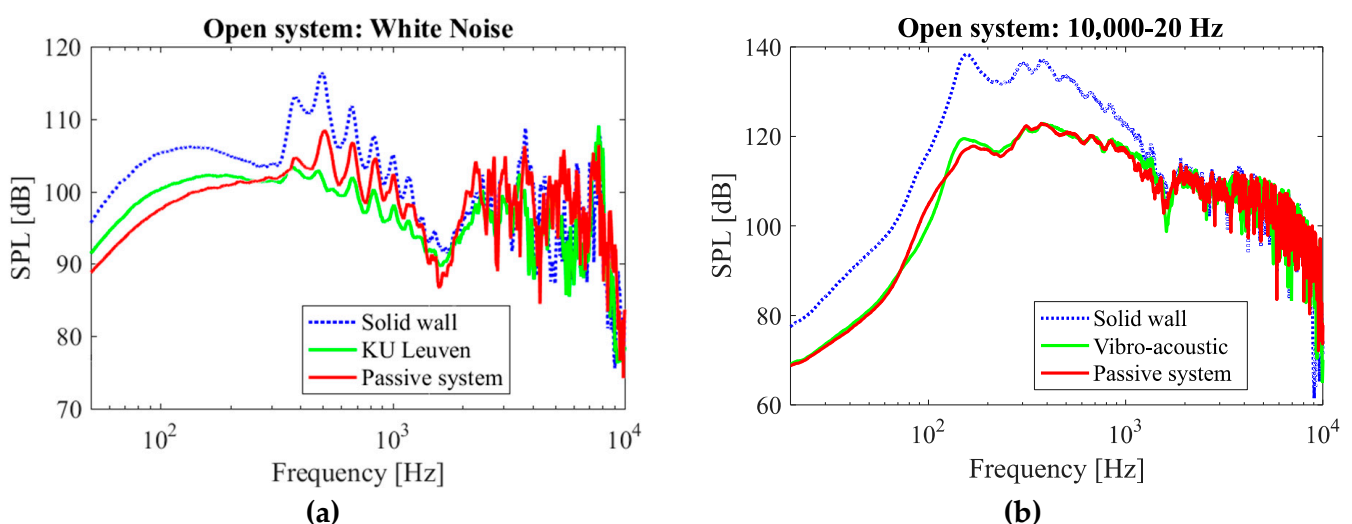 Open system: White Noise
120
110
100
90
80
70
SPL [dB]
Solid wall
KU Leuven
Passive system
10^2
10^3
10^4
Frequency [Hz]
(a)
Open system: 10,000-20 Hz
140
120
100
80
60
SPL [dB]
Solid wall
Vibro-acoustic
Passive system
10^2
10^3
10^4
Frequency [Hz]
(b)